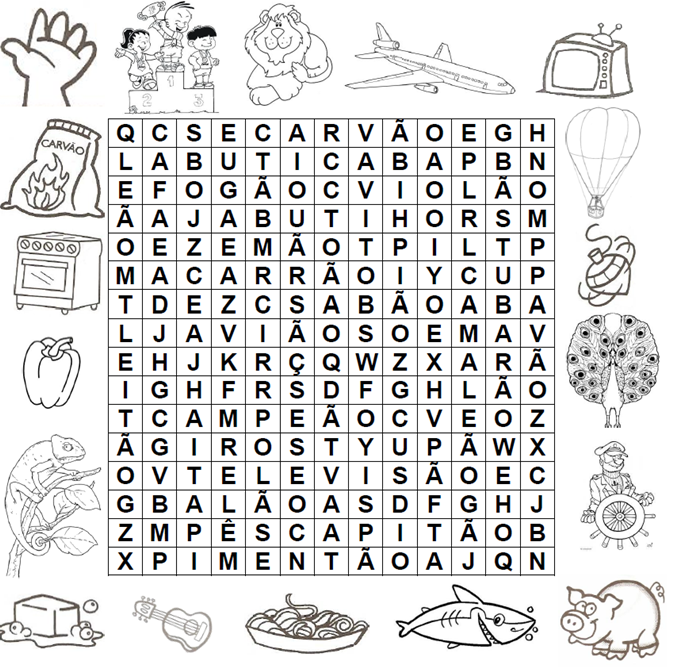 1
2
3
CARVÃO
Q C S E C A R V Ã O E G H
L A B U T I C A B A P B N
E F O G Ã O C V I O L Ã O
Ã A J A B U T I H O R S M
O E Z E M Ã O T P I L T P
M A C A R R Ã O I Y C U P
T D E Z C S A B Ã O A B A
L J A V I Ã O S O E M A V
E H J K R Ç Q W Z X A R Ã
I G H F R S D F G H L Ã O
T C A M P E Ã O C V E O Z
Ã G I R O S T Y U P Ã W X
O V T E L E V I S Ã O E C
G B A L Ã O A S D F G H J
Z M P Ê S C A P I T Ã O B
X P I M E N T Ã O A J Q N